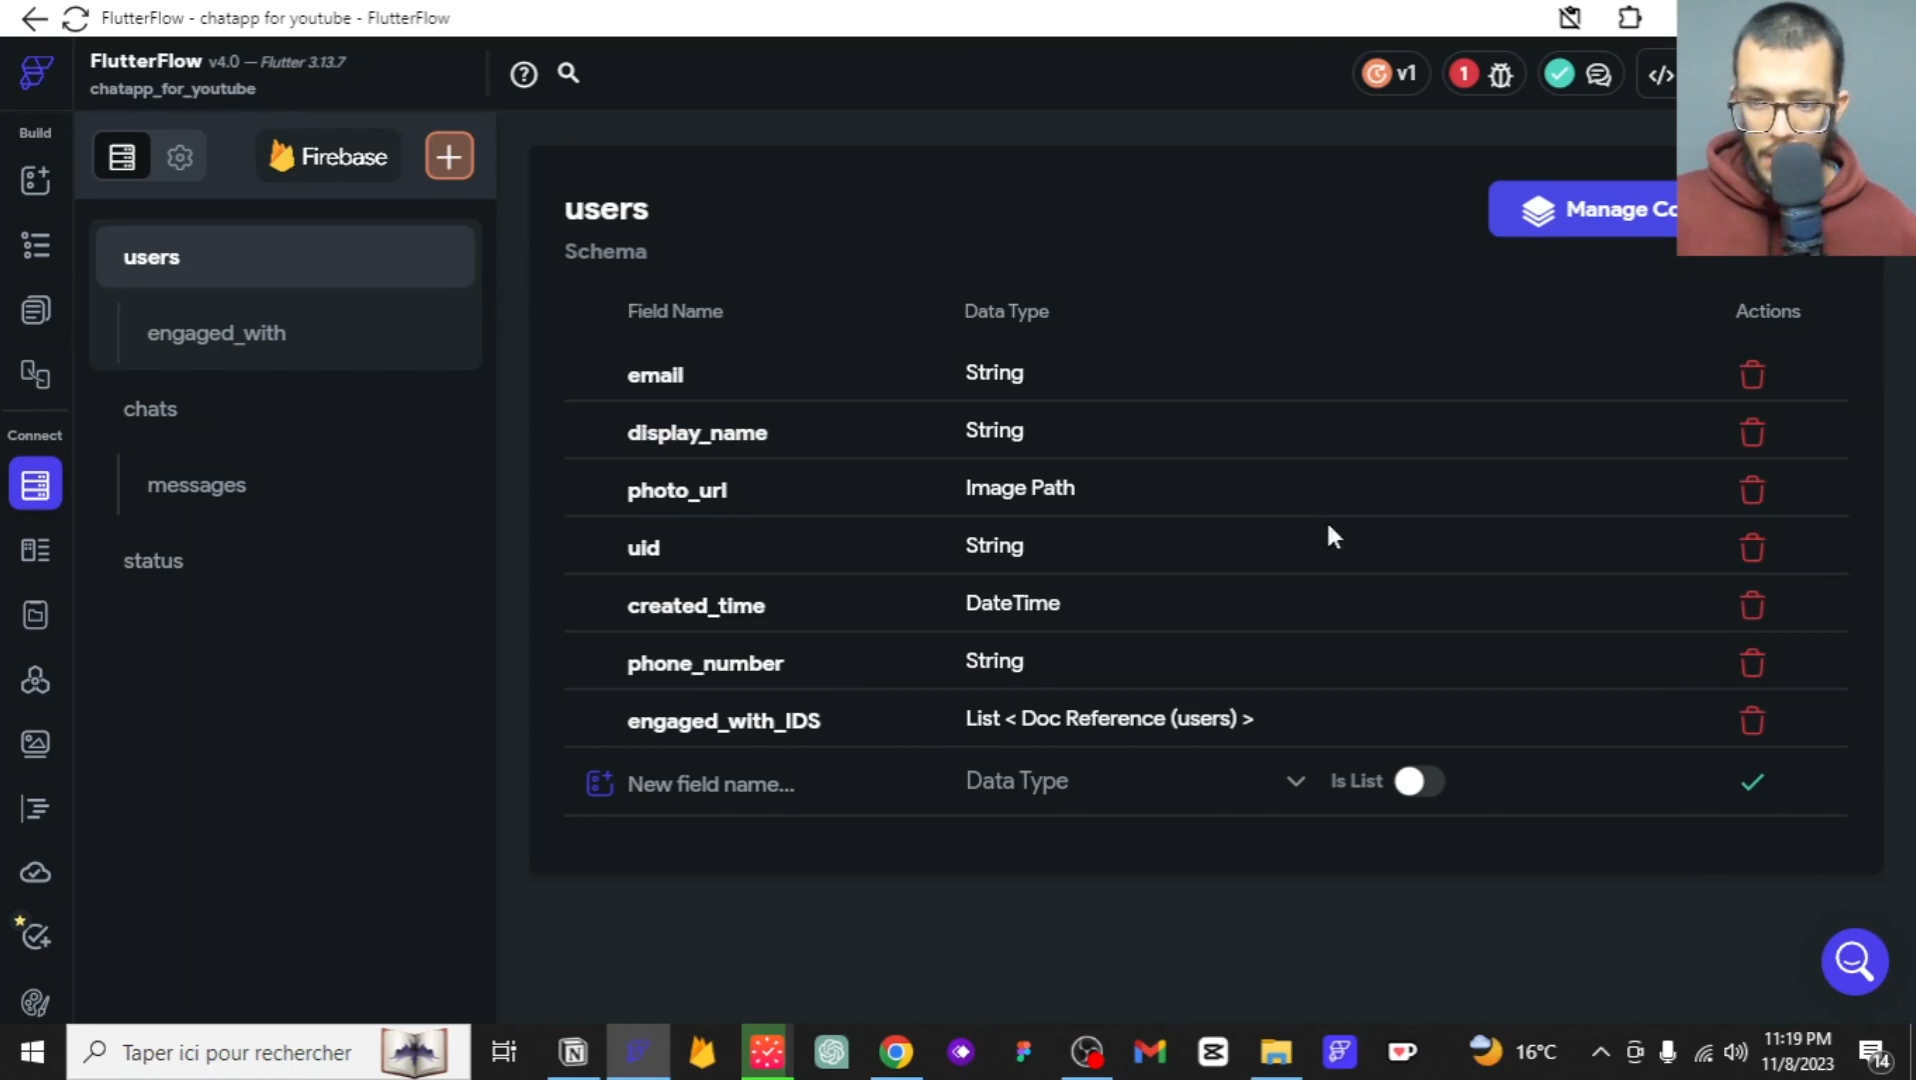 FlutterFlow - chatapp for youtube - FlutterFlow
FlutterFlow v4.0 — Flutter 3.13.7
chatapp_for_youtube
v1
1
</>
Build
Firebase
users
engaged_with
chats
Connect
messages
status
users
Manage Co
Schema
Field Name Data Type Actions
email String
display_name String
photo_url Image Path
uid String
created_time DateTime
phone_number String
engaged_with_IDS List < Doc Reference (users) >
New field name... Data Type Is List
Taper ici pour rechercher
16°C
11:19 PM
11/8/2023
14